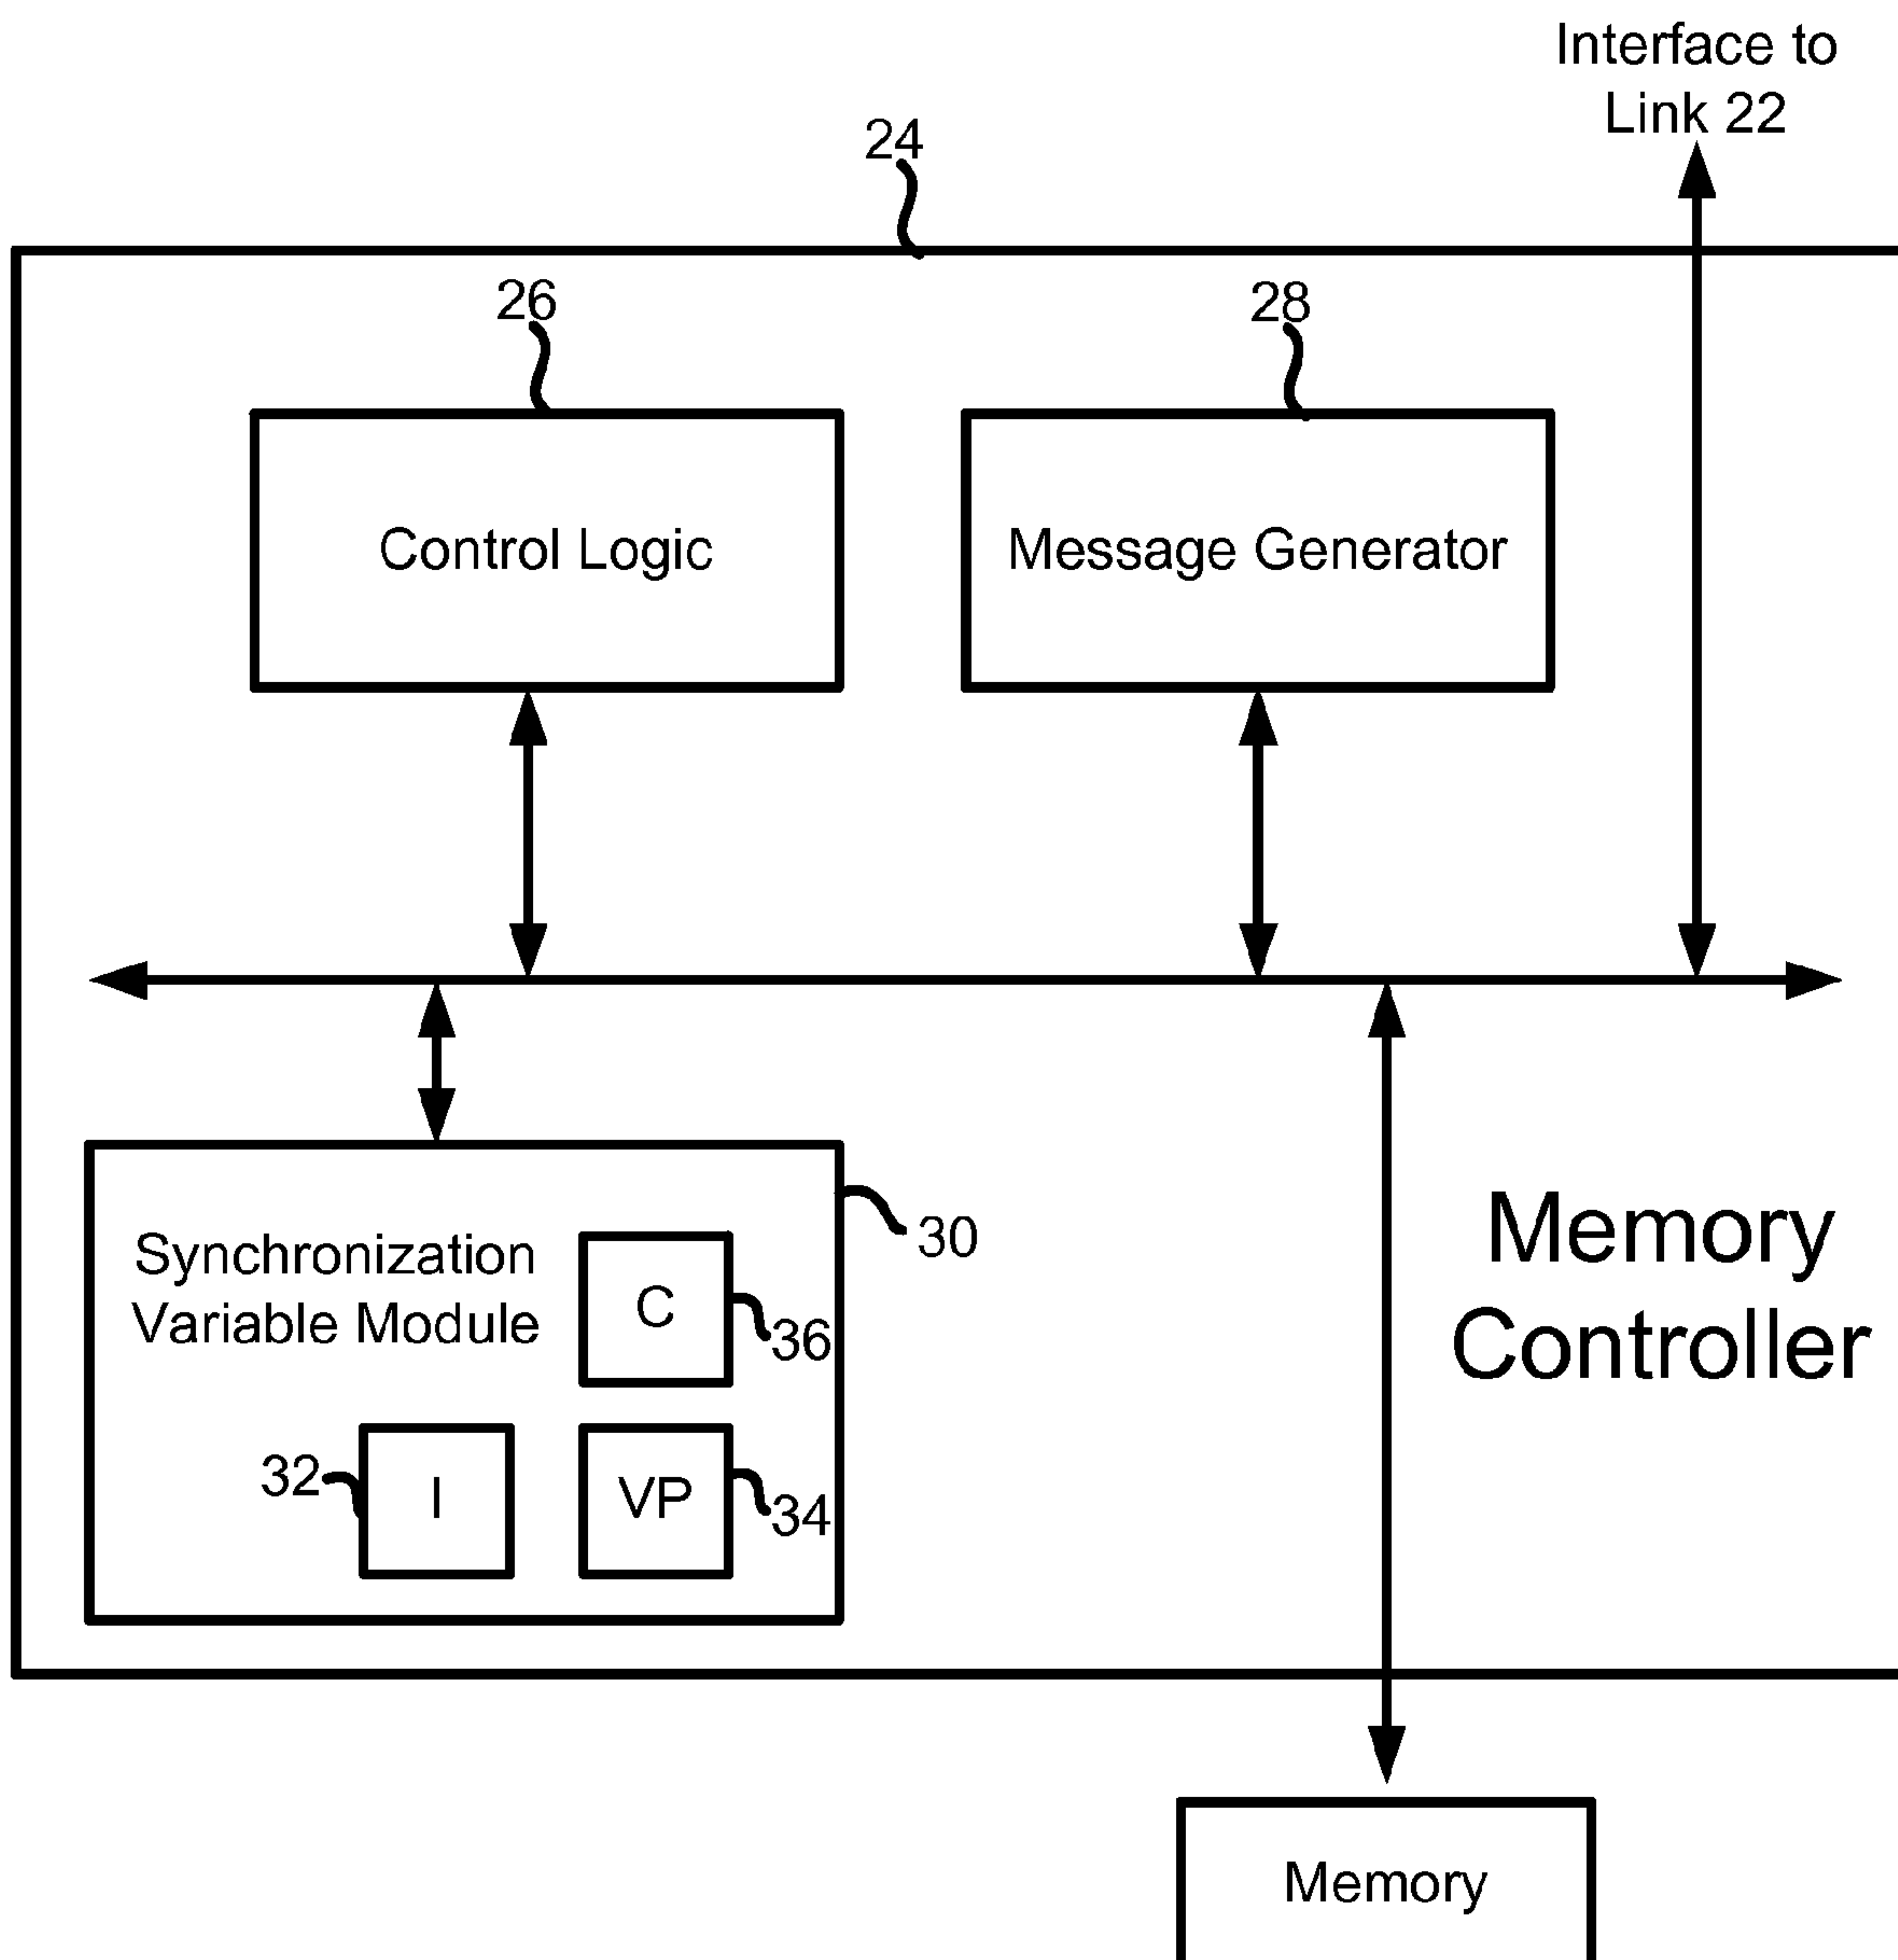 Interface to
Link 22
24
26
28
Control Logic
Message Generator
Synchronization
Variable Module
C
36
30
32
I
VP
34
Memory
Controller
Memory